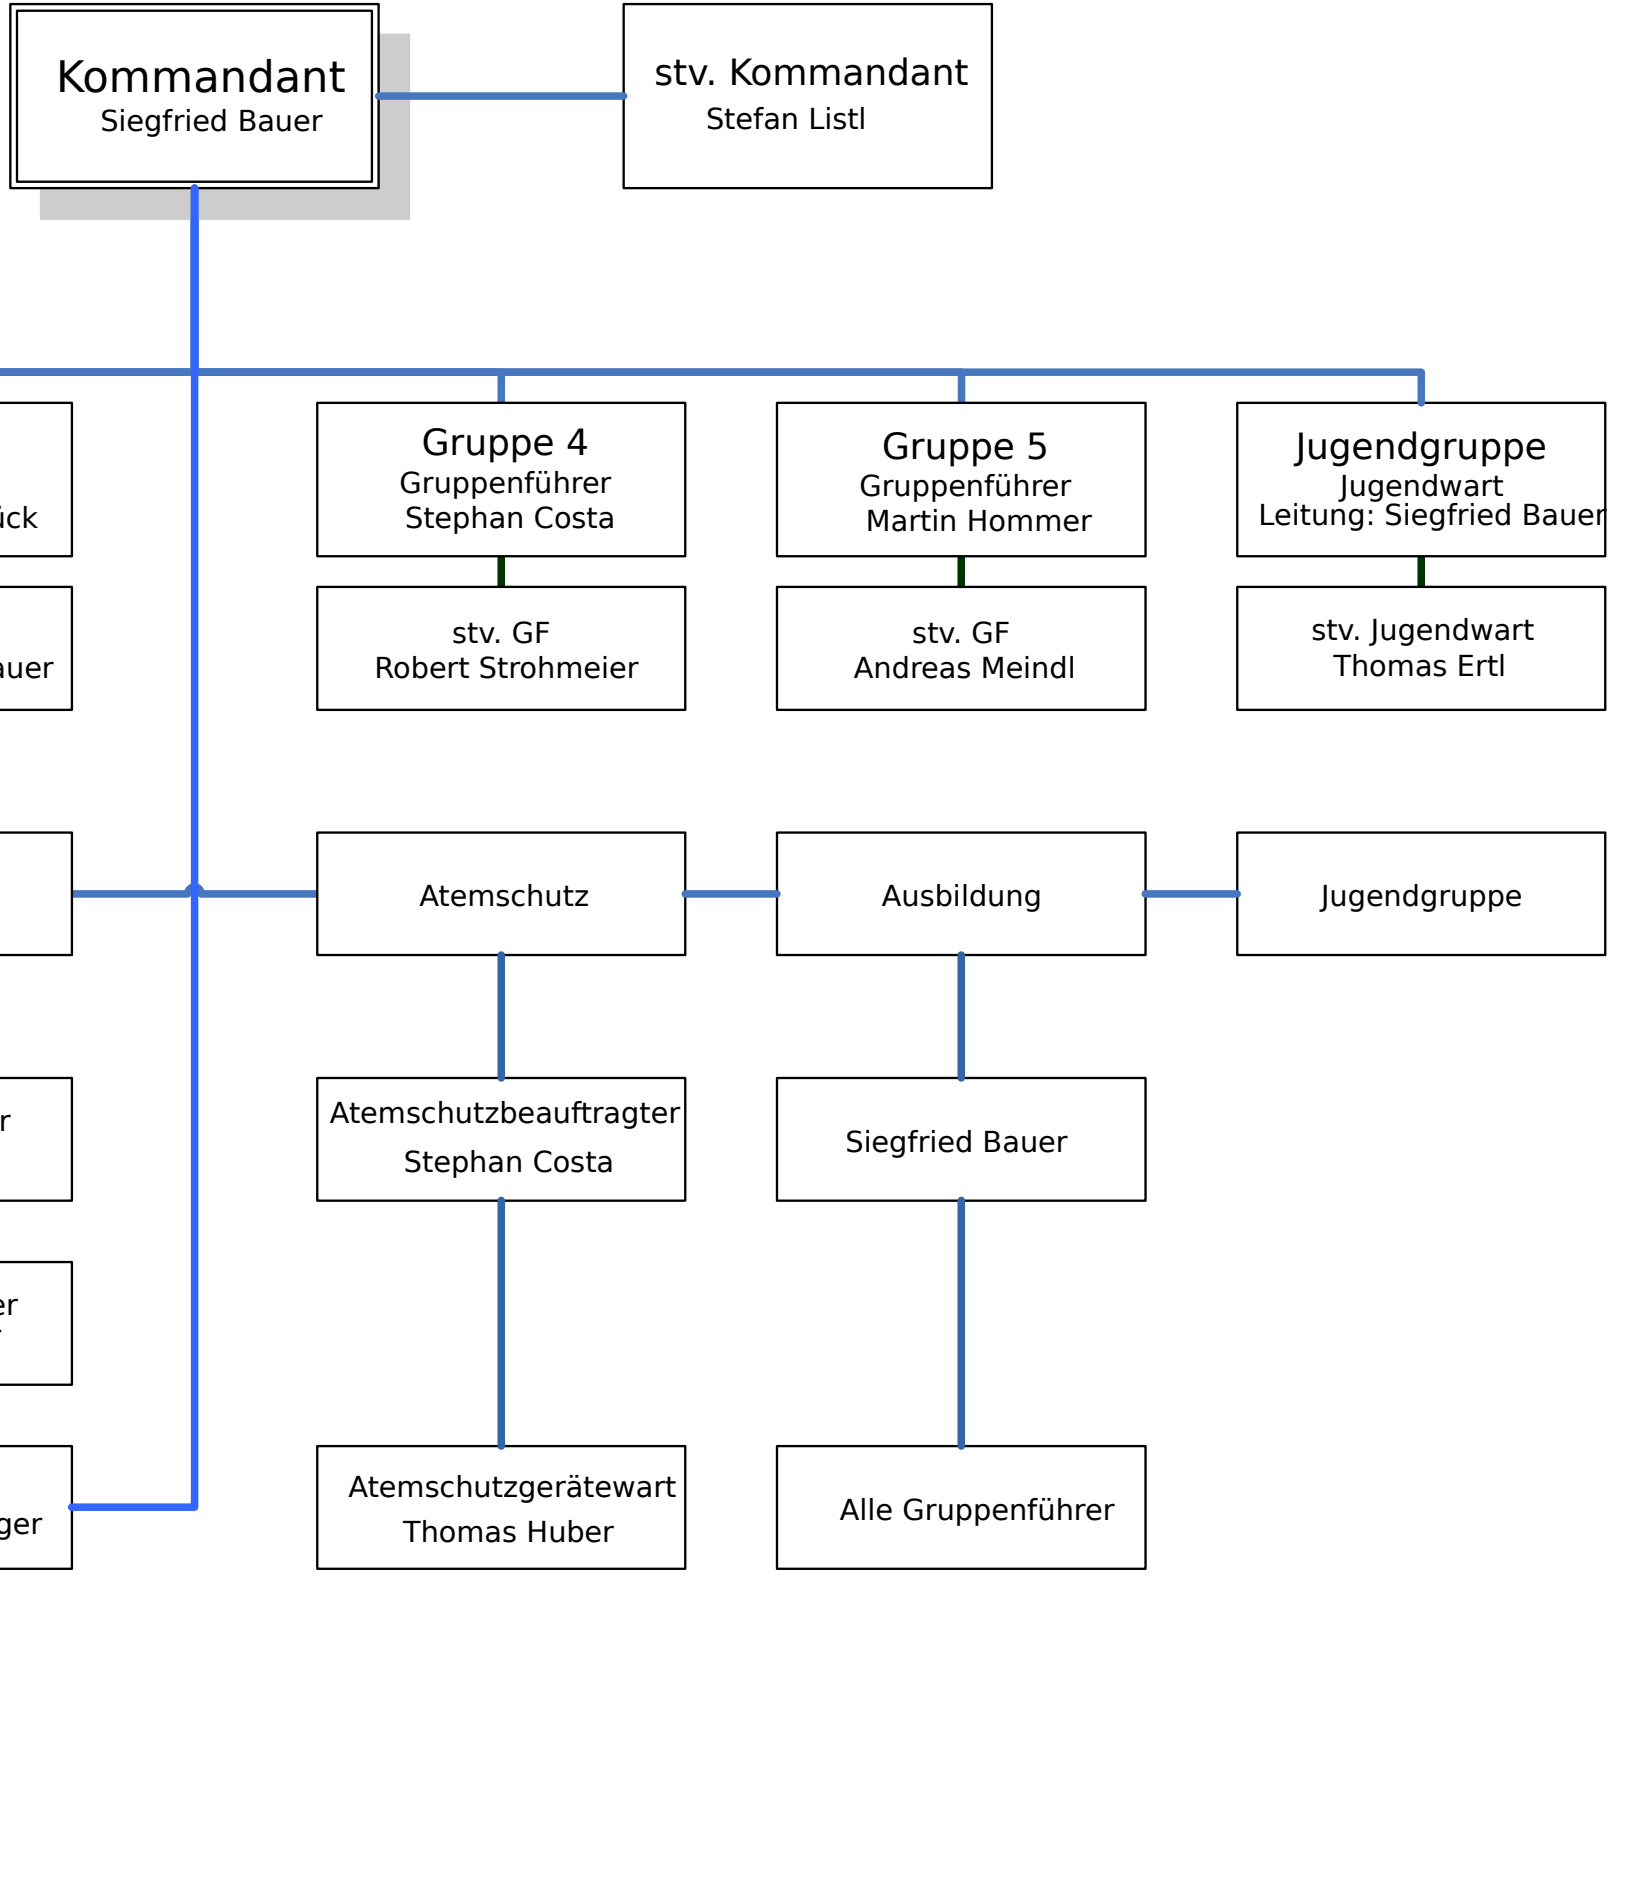 Kommandant
Siegfried Bauer
stv. Kommandant
Stefan Listl
Gruppe 4
Gruppenführer
Stephan Costa
Gruppe 5
Gruppenführer
Martin Hommer
Jugendgruppe
Jugendwart
Leitung: Siegfried Bauer
stv. GF
Robert Strohmeier
stv. GF
Andreas Meindl
stv. Jugendwart
Thomas Ertl
Atemschutz
Ausbildung
Jugendgruppe
Atemschutzbeauftragter
Stephan Costa
Siegfried Bauer
Atemschutzgerätewart
Thomas Huber
Alle Gruppenführer